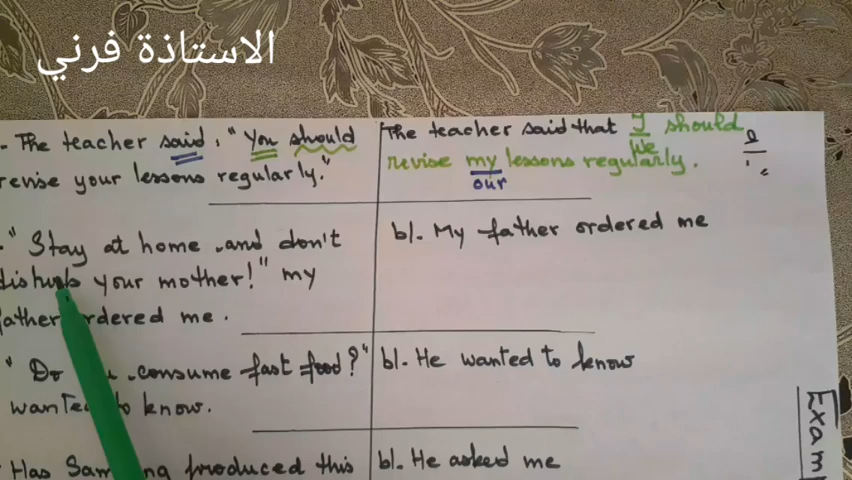 الاستاذة فرني
- The teacher said, "You should
revise your lessons regularly."
The teacher said that I should
we
revise my lessons regularly.
our
"Stay at home and don't
disturb your mother!" my
father ordered me.
b/. My father ordered me
"Do consume fast food?"
wanted to know.
b/. He wanted to know
Has Samsung produced this
b/. He asked me
Exam